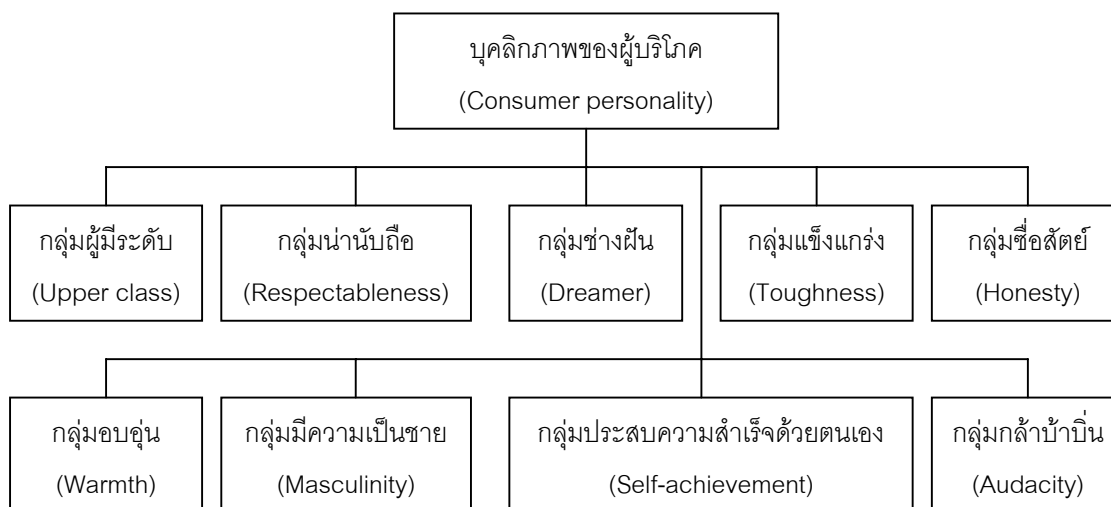 บุคลิกภาพของผู้บริโภค
(Consumer personality)
กลุ่มผู้มีระดับ
(Upper class)
กลุ่มน่านับถือ
(Respectableness)
กลุ่มช่างฝัน
(Dreamer)
กลุ่มแข็งแกร่ง
(Toughness)
กลุ่มซื่อสัตย์
(Honesty)
กลุ่มอบอุ่น
(Warmth)
กลุ่มมีความเป็นชาย
(Masculinity)
กลุ่มประสบความสำเร็จด้วยตนเอง
(Self-achievement)
กลุ่มกล้าบ้าบิ่น
(Audacity)